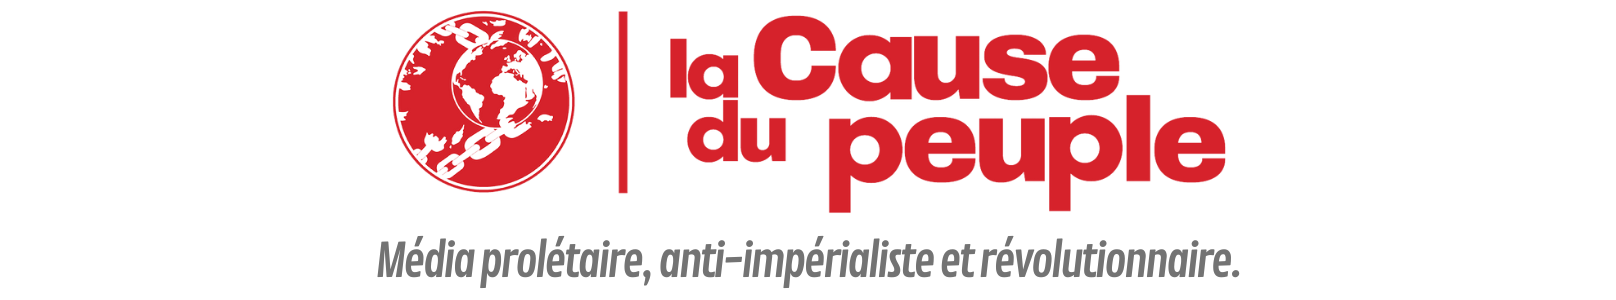 la Cause
du peuple
Média prolétaire, anti-impérialiste et révolutionnaire.